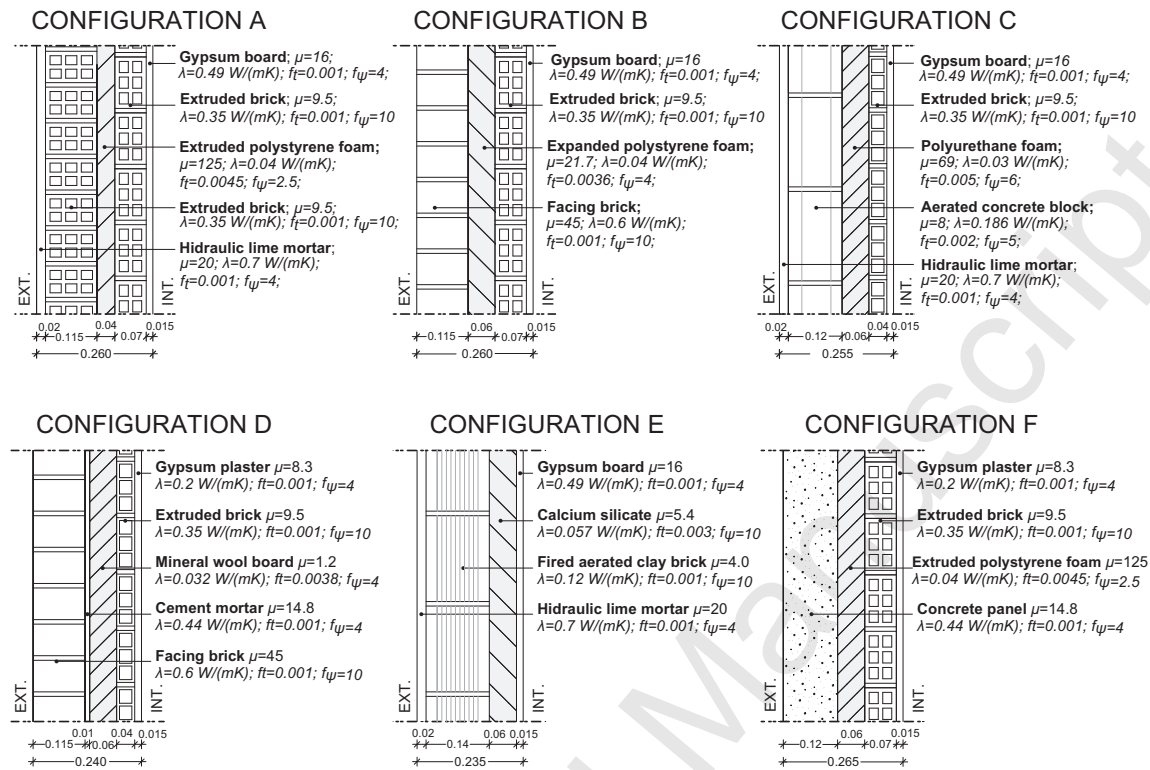 CONFIGURATION A
Gypsum board; μ=16;
λ=0.49 W/(mK); ft=0.001; fψ=4;
Extruded brick; μ=9.5;
λ=0.35 W/(mK); ft=0.001; fψ=10
Extruded polystyrene foam;
μ=125; λ=0.04 W/(mK);
ft=0.0045; fψ=2.5;
Extruded brick; μ=9.5;
λ=0.35 W/(mK); ft=0.001; fψ=10;
Hidraulic lime mortar;
μ=20; λ=0.7 W/(mK);
ft=0.001; fψ=4;
EXT.
INT.
0.02
0.115
0.04
0.07
0.015
0.260
CONFIGURATION B
Gypsum board; μ=16
λ=0.49 W/(mK); ft=0.001; fψ=4;
Extruded brick; μ=9.5;
λ=0.35 W/(mK); ft=0.001; fψ=10
Expanded polystyrene foam;
μ=21.7; λ=0.04 W/(mK);
ft=0.0036; fψ=4;
Facing brick;
μ=45; λ=0.6 W/(mK);
ft=0.001; fψ=10;
EXT.
INT.
0.115
0.06
0.07
0.015
0.260
CONFIGURATION C
Gypsum board; μ=16
λ=0.49 W/(mK); ft=0.001; fψ=4;
Extruded brick; μ=9.5;
λ=0.35 W/(mK); ft=0.001; fψ=10
Polyurethane foam;
μ=69; λ=0.03 W/(mK);
ft=0.005; fψ=6;
Aerated concrete block;
μ=8; λ=0.186 W/(mK);
ft=0.002; fψ=5;
Hidraulic lime mortar;
μ=20; λ=0.7 W/(mK);
ft=0.001; fψ=4;
EXT.
INT.
0.02
0.12
0.06
0.04
0.015
0.255
CONFIGURATION D
Gypsum plaster μ=8.3
λ=0.2 W/(mK); ft=0.001; fψ=4
Extruded brick μ=9.5
λ=0.35 W/(mK); ft=0.001; fψ=10
Mineral wool board μ=1.2
λ=0.032 W/(mK); ft=0.0038; fψ=4
Cement mortar μ=14.8
λ=0.44 W/(mK); ft=0.001; fψ=4
Facing brick μ=45
λ=0.6 W/(mK); ft=0.001; fψ=10
EXT.
INT.
0.01
0.04
0.015
0.115
0.06
0.240
CONFIGURATION E
Gypsum board μ=16
λ=0.49 W/(mK); ft=0.001; fψ=4
Calcium silicate μ=5.4
λ=0.057 W/(mK); ft=0.003; fψ=10
Fired aerated clay brick μ=4.0
λ=0.12 W/(mK); ft=0.001; fψ=10
Hidraulic lime mortar μ=20
λ=0.7 W/(mK); ft=0.001; fψ=4
EXT.
INT.
0.02
0.14
0.06
0.015
0.235
CONFIGURATION F
Gypsum plaster μ=8.3
λ=0.2 W/(mK); ft=0.001; fψ=4
Extruded brick μ=9.5
λ=0.35 W/(mK); ft=0.001; fψ=10
Extruded polystyrene foam μ=125
λ=0.04 W/(mK); ft=0.0045; fψ=2.5
Concrete panel μ=14.8
λ=0.44 W/(mK); ft=0.001; fψ=4
EXT.
INT.
0.12
0.06
0.07
0.015
0.265
Manuscript